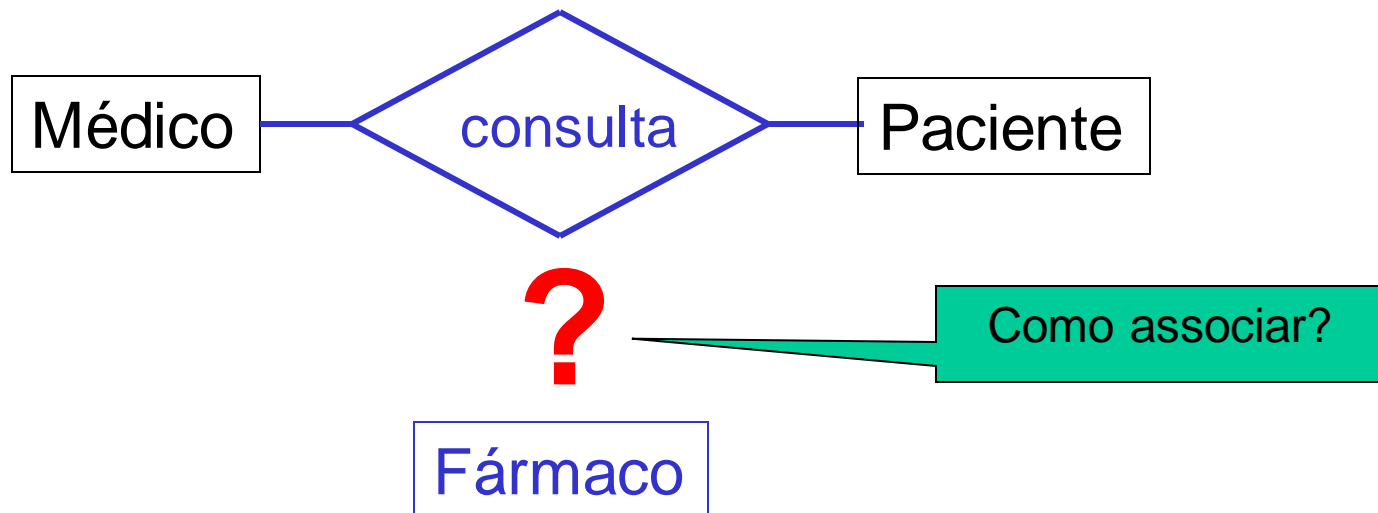 Médico
consulta
Paciente
?
Como associar?
Fármaco